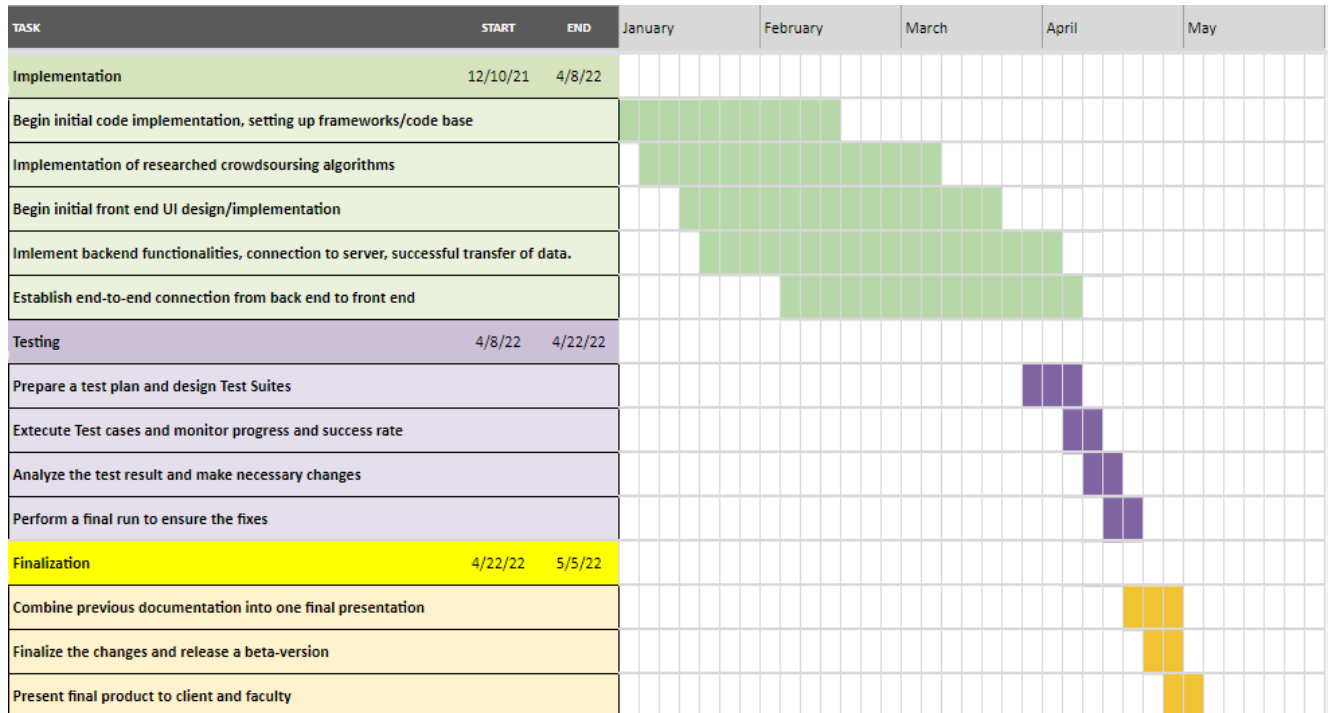 TASK START END January February March April May
Implementation 12/10/21 4/8/22
Begin initial code implementation, setting up frameworks/code base
Implementation of researched crowdsoursing algorithms
Begin initial front end UI design/implementation
Imlement backend functionalities, connection to server, successful transfer of data.
Establish end-to-end connection from back end to front end
Testing 4/8/22 4/22/22
Prepare a test plan and design Test Suites
Extecute Test cases and monitor progress and success rate
Analyze the test result and make necessary changes
Perform a final run to ensure the fixes
Finalization 4/22/22 5/5/22
Combine previous documentation into one final presentation
Finalize the changes and release a beta-version
Present final product to client and faculty